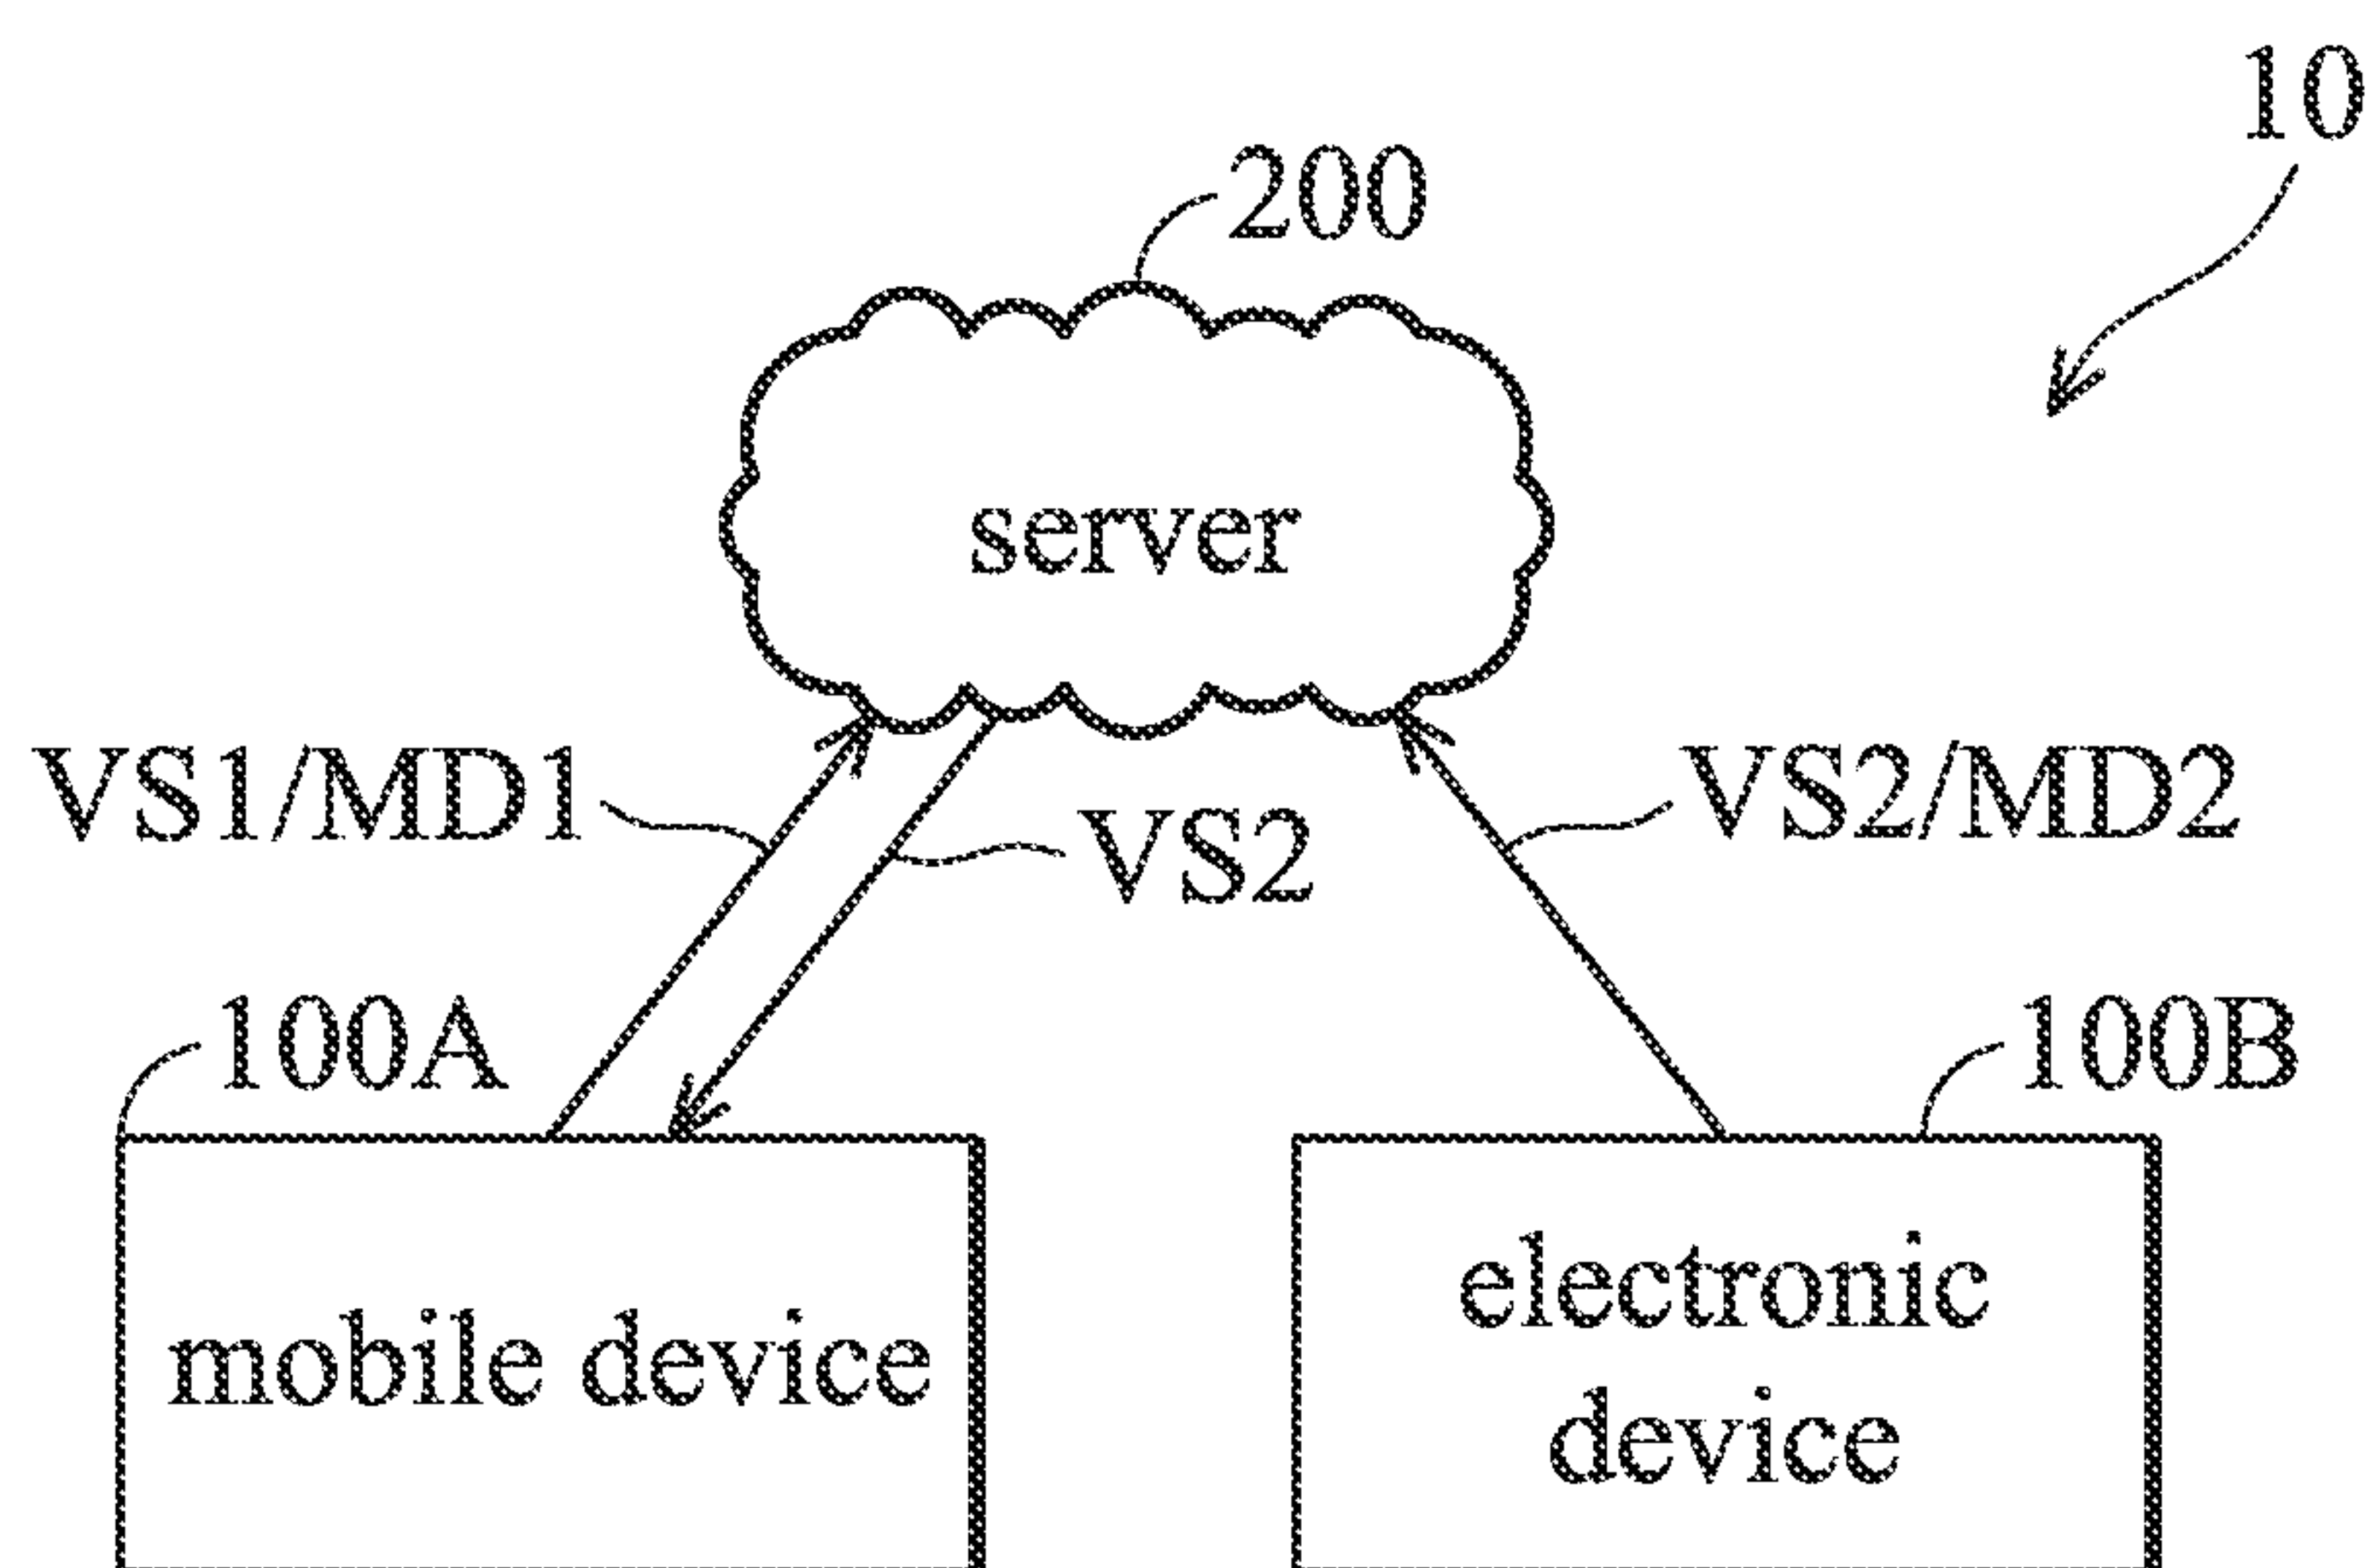 10
200
server
VS1/MD1
VS2
VS2/MD2
100A
100B
mobile device
electronic
device